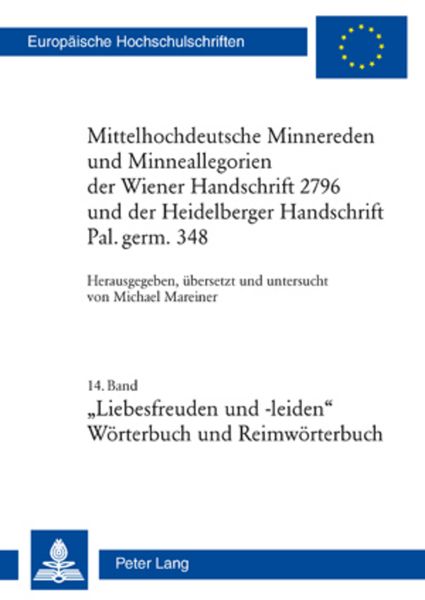 Europäische Hochschulschriften
Mittelhochdeutsche Minnereden
und Minneallegorien
der Wiener Handschrift 2796
und der Heidelberger Handschrift
Pal. germ. 348
Herausgegeben, übersetzt und untersucht
von Michael Mareiner
14. Band
„Liebesfreuden und -leiden“
Wörterbuch und Reimwörterbuch
Peter Lang